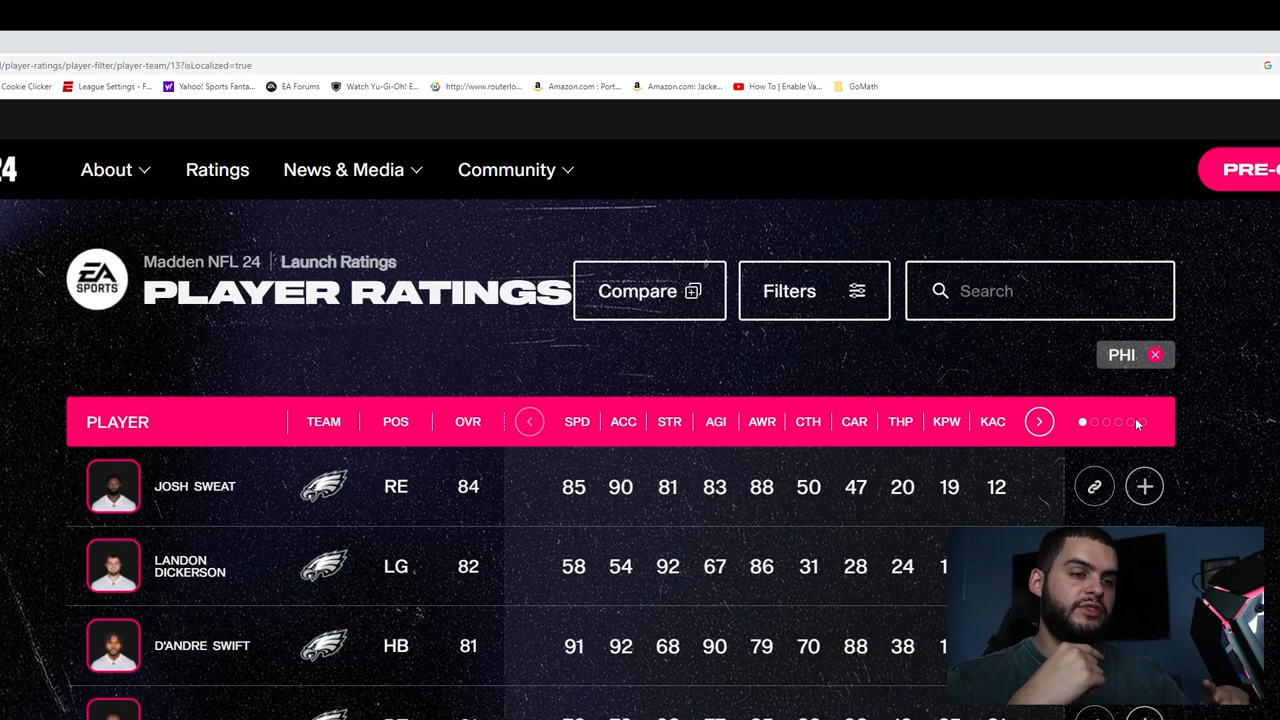 /player-ratings/player-filter/player-team/13?isLocalized=true
Cookie Clicker League Settings - F... Yahoo! Sports Fanta... EA Forums Watch Yu-Gi-Oh! E... http://www.routerlo... Amazon.com : Port... Amazon.com: Jacke... How To | Enable Va... GoMath
24 About Ratings News & Media Community PRE-
EA SPORTS
Madden NFL 24 | Launch Ratings
PLAYER RATINGS
Compare Filters Search
PHI
PLAYER TEAM POS OVR SPD ACC STR AGI AWR CTH CAR THP KPW KAC
JOSH SWEAT RE 84 85 90 81 83 88 50 47 20 19 12
LANDON DICKERSON LG 82 58 54 92 67 86 31 28 24 1
D'ANDRE SWIFT HB 81 91 92 68 90 79 70 88 38 1